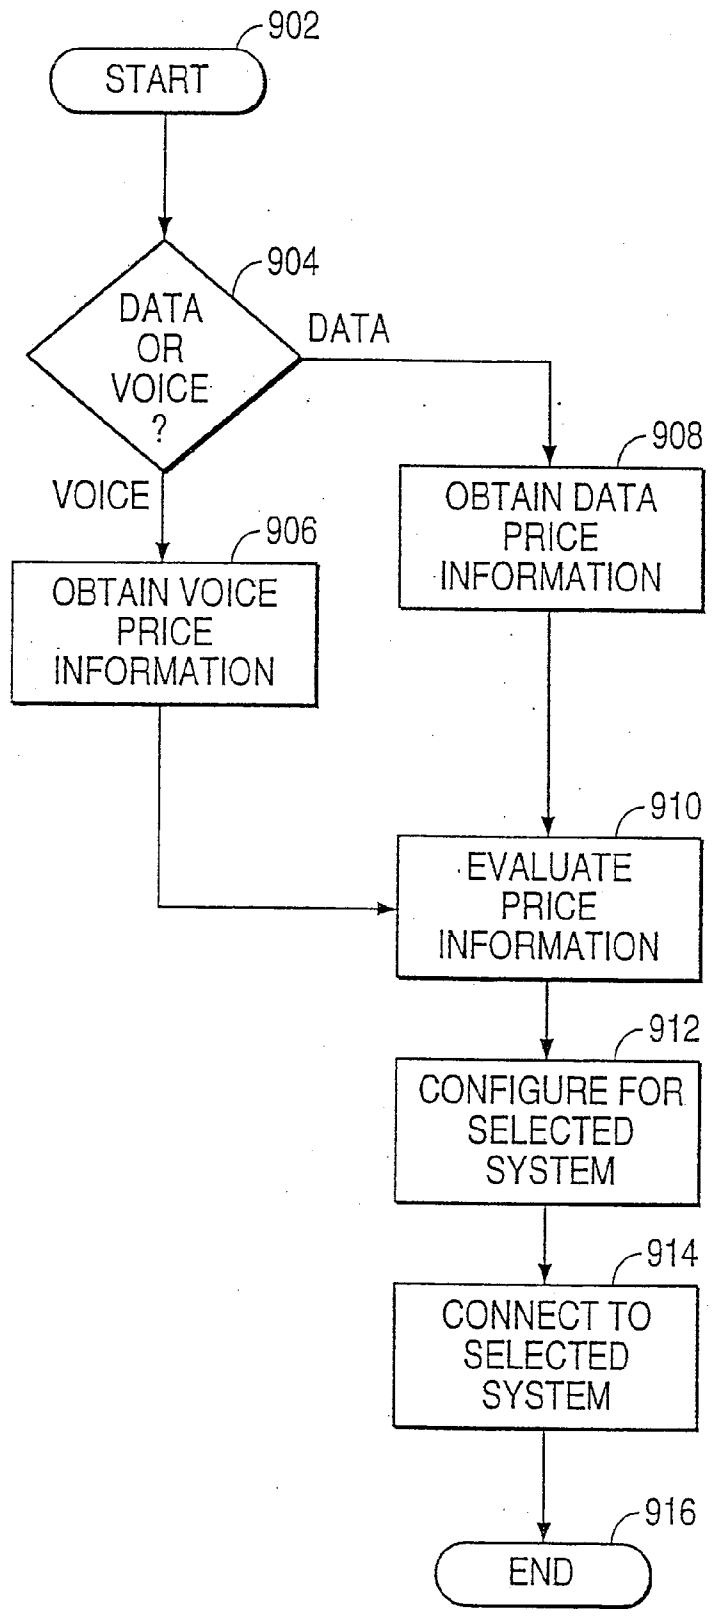 902
START
904
DATA
OR
VOICE
?
DATA
VOICE
908
OBTAIN DATA
PRICE
INFORMATION
906
OBTAIN VOICE
PRICE
INFORMATION
910
EVALUATE
PRICE
INFORMATION
912
CONFIGURE FOR
SELECTED
SYSTEM
914
CONNECT TO
SELECTED
SYSTEM
916
END